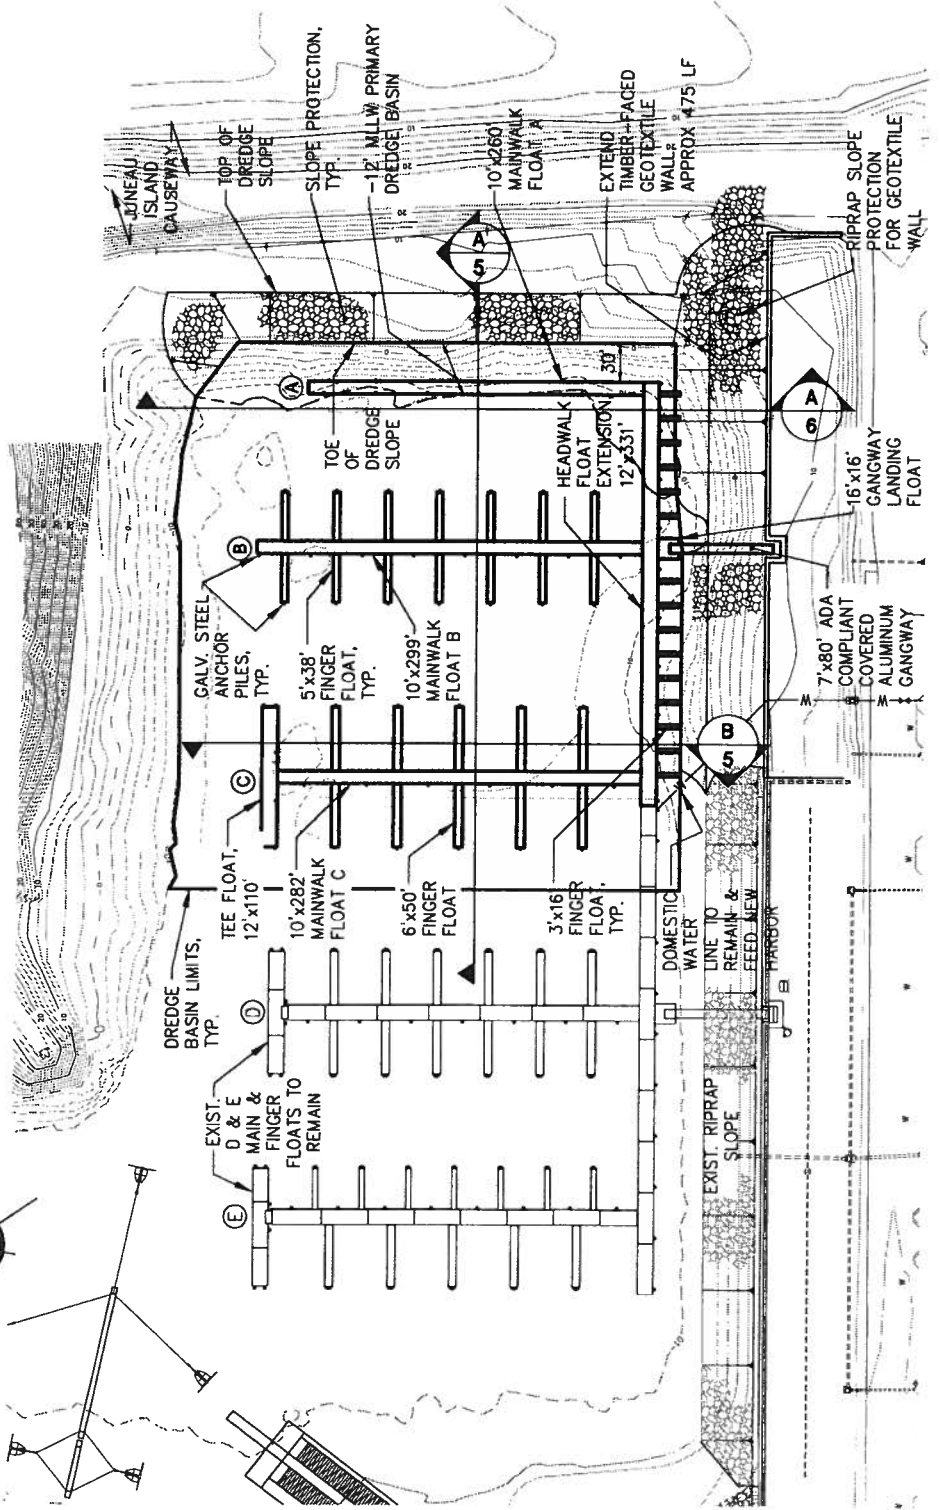 JUNEAU
ISLAND
CAUSEWAY
TOP OF
DREDGE
SLOPE
SLOPE PROTECTION,
TYP.
-12' MLLW PRIMARY
DREDGE BASIN
10'x260'
MAINWALK
FLOAT A
EXTEND
TIMBER-FACED
GEOTEXTILE
WALL
APPROX 475 LF
RIPRAP SLOPE
PROTECTION
FOR GEOTEXTILE
WALL
A
5
A
6
A
30'
TOE
OF
DREDGE
SLOPE
HEADWALK
FLOAT
EXTENSION,
12'x331'
16'x16'
GANGWAY
LANDING
FLOAT
B
GALV. STEEL
ANCHOR
PILES,
TYP.
5'x38'
FINGER
FLOAT,
TYP.
10'x299'
MAINWALK
FLOAT B
7'x80' ADA
COMPLIANT
COVERED
ALUMINUM
GANGWAY
W
W
B
5
C
TEE FLOAT,
12'x110'
10'x282'
MAINWALK
FLOAT C
6'x50'
FINGER
FLOAT
3'x16'
FINGER
FLOAT,
TYP.
DOMESTIC
WATER
LINE TO
REMAIN &
FEED NEW
HARBOR
DREDGE
BASIN LIMITS,
TYP.
D
EXIST.
D & E
MAIN &
FINGER
FLOATS TO
REMAIN
E
EXIST. RIPRAP
SLOPE